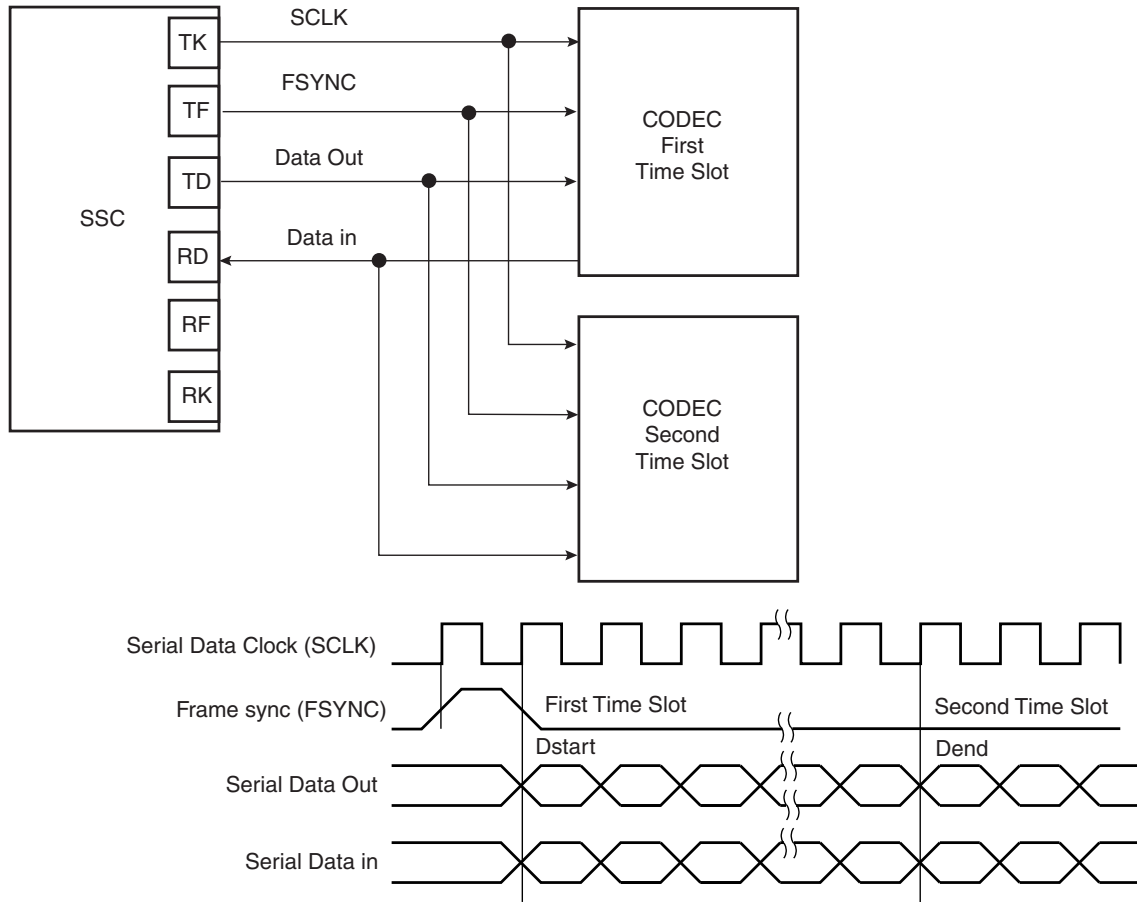 SSC
TK
TF
TD
RD
RF
RK
SCLK
FSYNC
Data Out
Data in
CODEC
First
Time Slot
CODEC
Second
Time Slot
Serial Data Clock (SCLK)
Frame sync (FSYNC)
First Time Slot
Second Time Slot
Dstart
Dend
Serial Data Out
Serial Data in